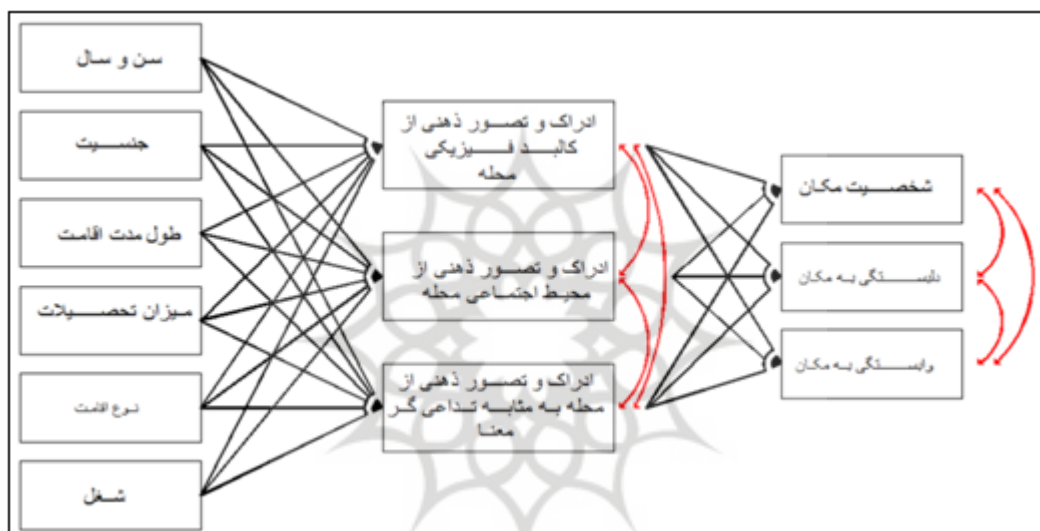 سن و سال
جنسیت
طول مدت اقامت
میزان تحصیلات
نوع اقامت
شغل
ادراک و تصور ذهنی از
کالبد فیزیکی
محله
ادراک و تصور ذهنی از
محیط اجتماعی محله
ادراک و تصور ذهنی از
محله به مثابه تداعی گر
معنا
شخصیت مکان
دلبستگی به مکان
وابستگی به مکان